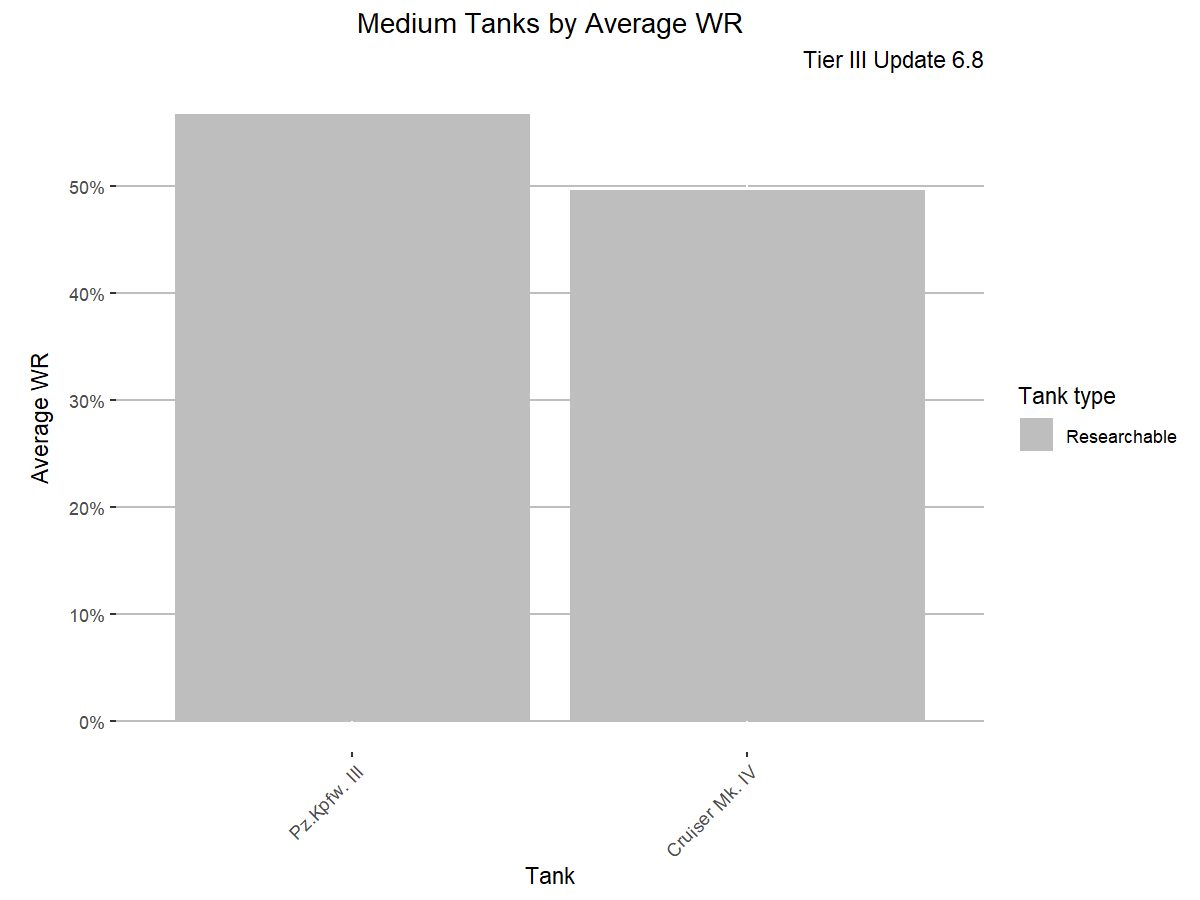 Medium Tanks by Average WR
Tier III Update 6.8
50%
40%
30%
20%
10%
0%
Average WR
Pz.Kpfw. III
Cruiser Mk. IV
Tank
Tank type
Researchable